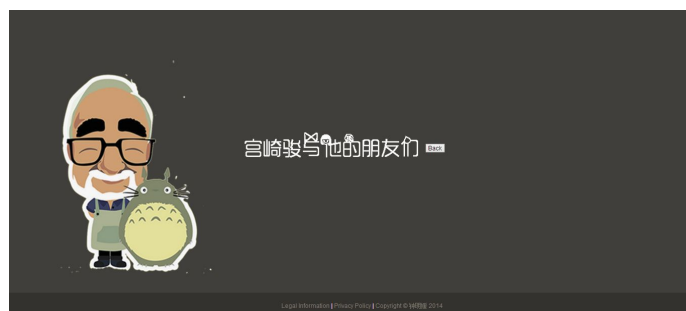 宫崎骏与他的朋友们 Back
Legal Information | Privacy Policy | Copyright © 2014